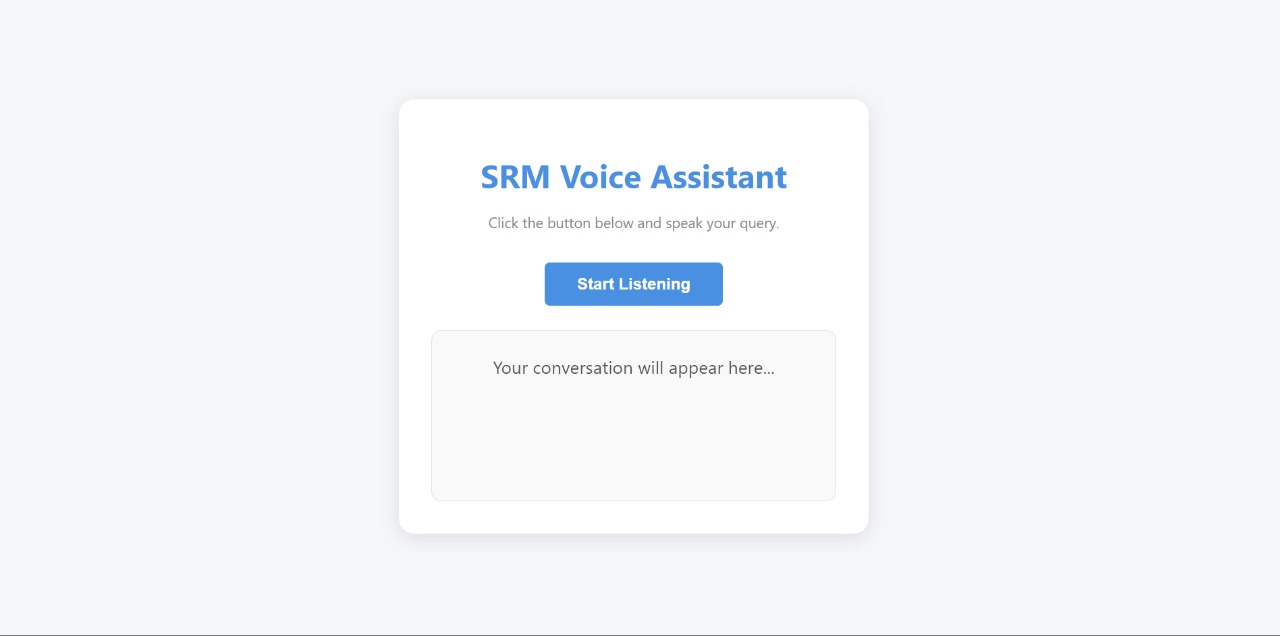 SRM Voice Assistant
Click the button below and speak your query.
Start Listening
Your conversation will appear here...